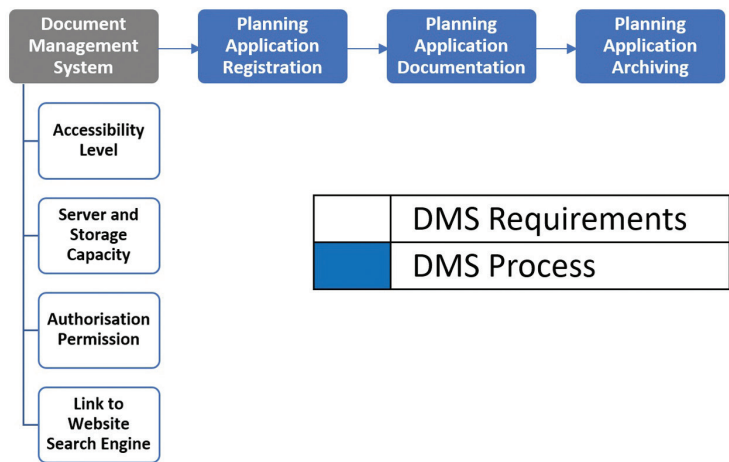 Document
Management
System
Planning
Application
Registration
Planning
Application
Documentation
Planning
Application
Archiving
Accessibility
Level
Server and
Storage
Capacity
Authorisation
Permission
Link to
Website
Search Engine
DMS Requirements
DMS Process